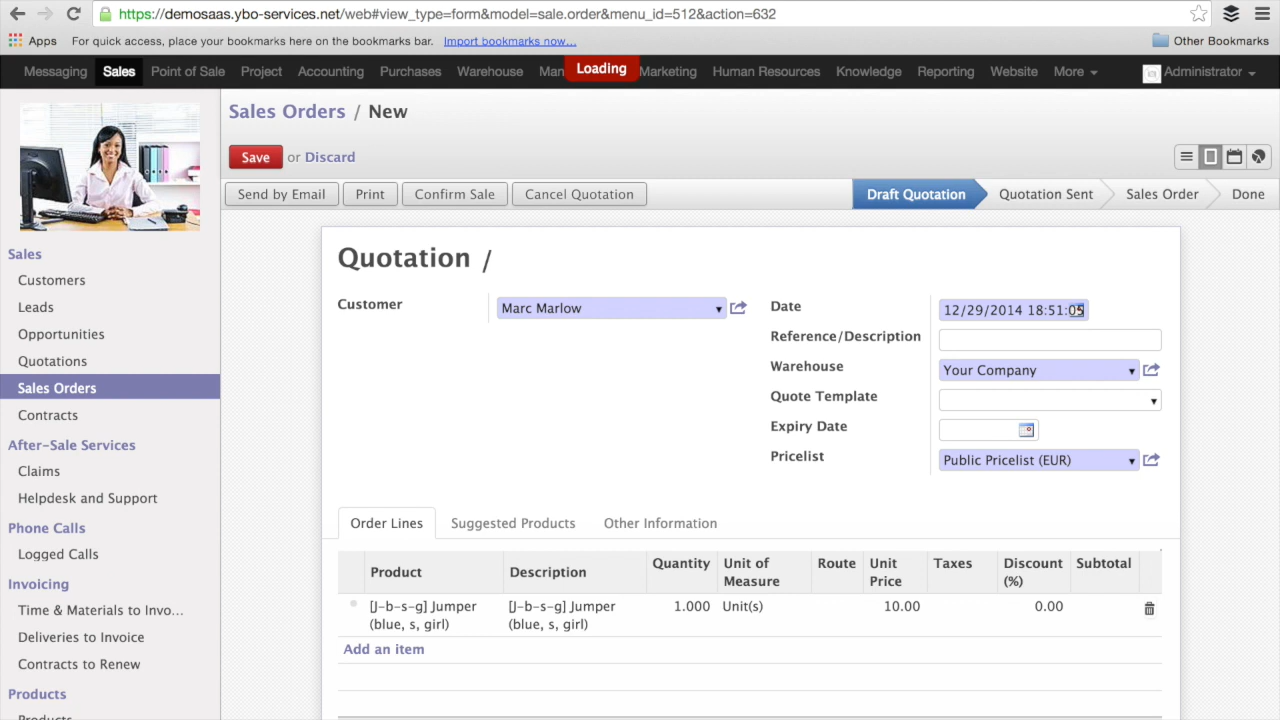 https://demosaas.ybo-services.net/web#view_type=form&model=sale.order&menu_id=512&action=632
Apps For quick access, place your bookmarks here on the bookmarks bar. Import bookmarks now... Other Bookmarks
Messaging Sales Point of Sale Project Accounting Purchases Warehouse Man Loading Marketing Human Resources Knowledge Reporting Website More Administrator
Sales Orders / New
Save or Discard
Send by Email Print Confirm Sale Cancel Quotation Draft Quotation Quotation Sent Sales Order Done
Sales
Customers
Leads
Opportunities
Quotations
Sales Orders
Contracts
After-Sale Services
Claims
Helpdesk and Support
Phone Calls
Logged Calls
Invoicing
Time & Materials to Invo...
Deliveries to Invoice
Contracts to Renew
Products
Products
Quotation /
Customer Marc Marlow
Date 12/29/2014 18:51:05
Reference/Description
Warehouse Your Company
Quote Template
Expiry Date
Pricelist Public Pricelist (EUR)
Order Lines Suggested Products Other Information
Product Description Quantity Unit of Measure Route Unit Price Taxes Discount (%) Subtotal
[J-b-s-g] Jumper [J-b-s-g] Jumper 1.000 Unit(s) 10.00 0.00
(blue, s, girl) (blue, s, girl)
Add an item